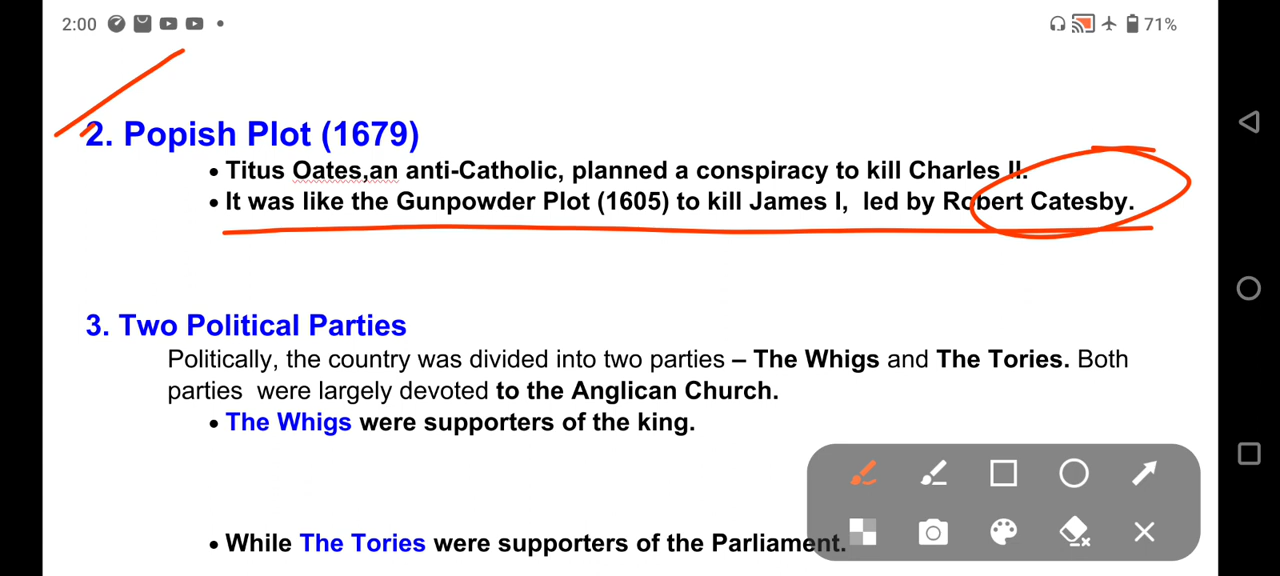 2:00
71%
2. Popish Plot (1679)
• Titus Oates,an anti-Catholic, planned a conspiracy to kill Charles II.
• It was like the Gunpowder Plot (1605) to kill James I, led by Robert Catesby.
3. Two Political Parties
Politically, the country was divided into two parties – The Whigs and The Tories. Both
parties were largely devoted to the Anglican Church.
• The Whigs were supporters of the king.
• While The Tories were supporters of the Parliament.